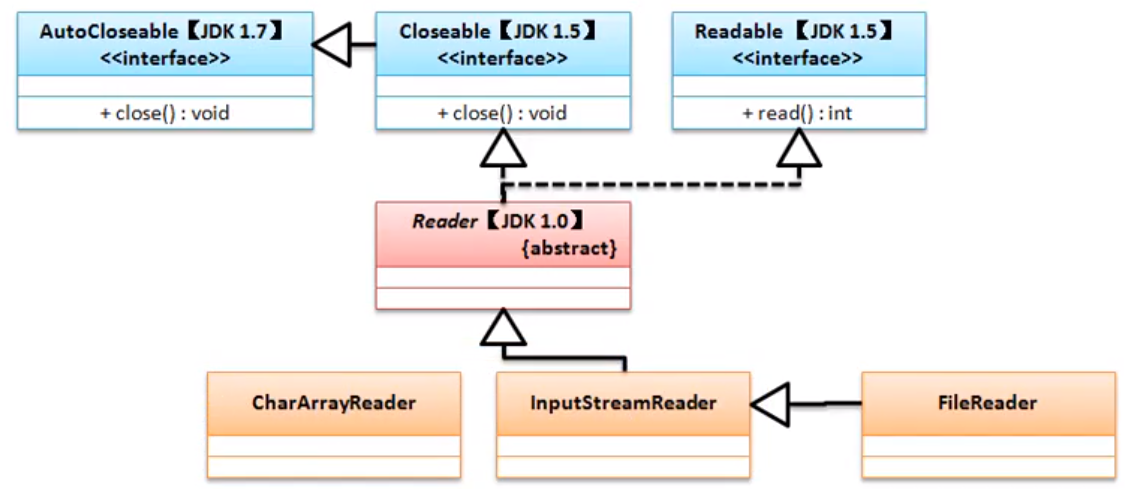 AutoCloseable【JDK 1.7】
<<interface>>
+ close() : void
Closeable【JDK 1.5】
<<interface>>
+ close() : void
Readable 【JDK 1.5】
<<interface>>
+ read() : int
Reader【JDK 1.0】
{abstract}
CharArrayReader
InputStreamReader
FileReader